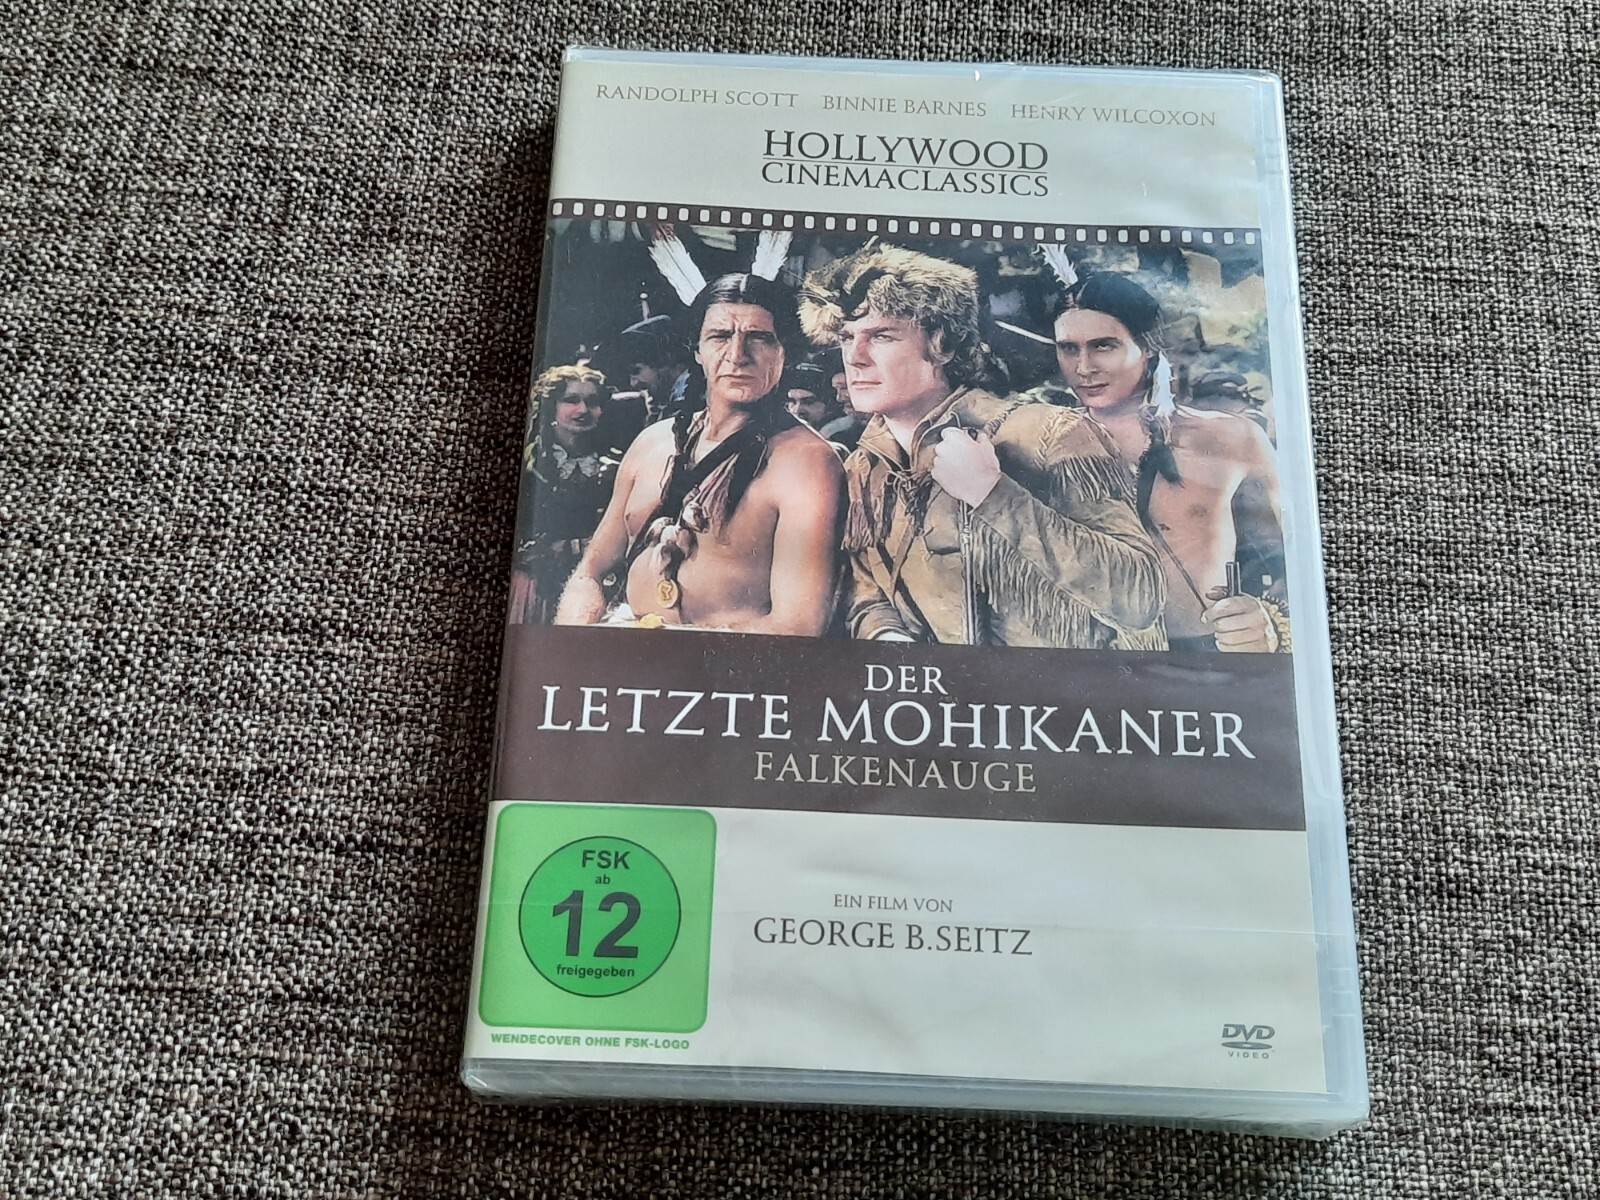 RANDOLPH SCOTT BINNIE BARNES HENRY WILCOXON
HOLLYWOOD
CINEMACLASSICS
DER
LETZTE MOHIKANER
FALKENAUGE
FSK
ab
12
freigegeben
WENDECOVER OHNE FSK-LOGO
EIN FILM VON
GEORGE B.SEITZ
DVD
VIDEO